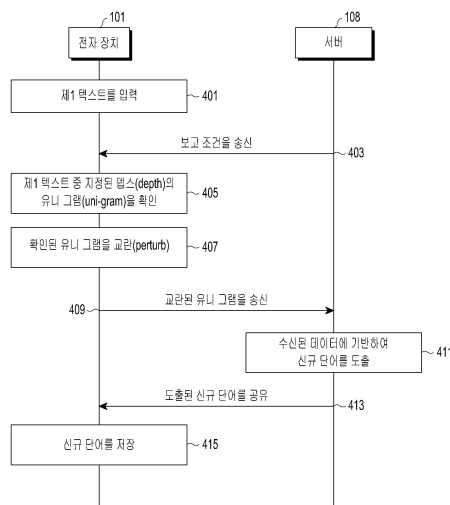 101
108
전자 장치
서버
제1 텍스트를 입력
401
보고 조건을 송신
403
제1 텍스트 중 지정된 뎁스(depth)의
유니 그램(uni-gram)을 확인
405
확인된 유니 그램을 교란(perturb)
407
409
교란된 유니 그램을 송신
수신된 데이터에 기반하여
신규 단어를 도출
411
도출된 신규 단어를 공유
413
신규 단어를 저장
415